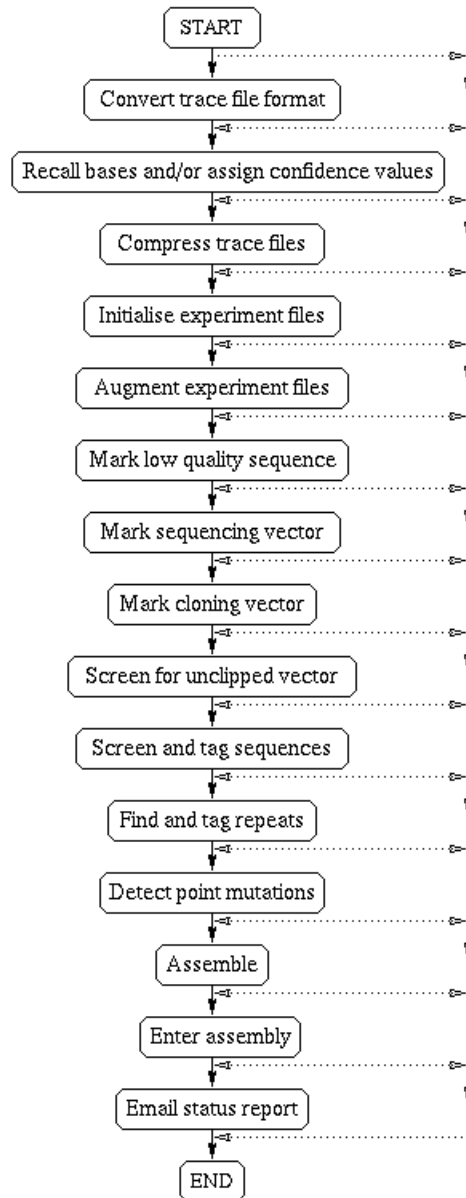 START
Convert trace file format
Recall bases and/or assign confidence values
Compress trace files
Initialise experiment files
Augment experiment files
Mark low quality sequence
Mark sequencing vector
Mark cloning vector
Screen for unclipped vector
Screen and tag sequences
Find and tag repeats
Detect point mutations
Assemble
Enter assembly
Email status report
END